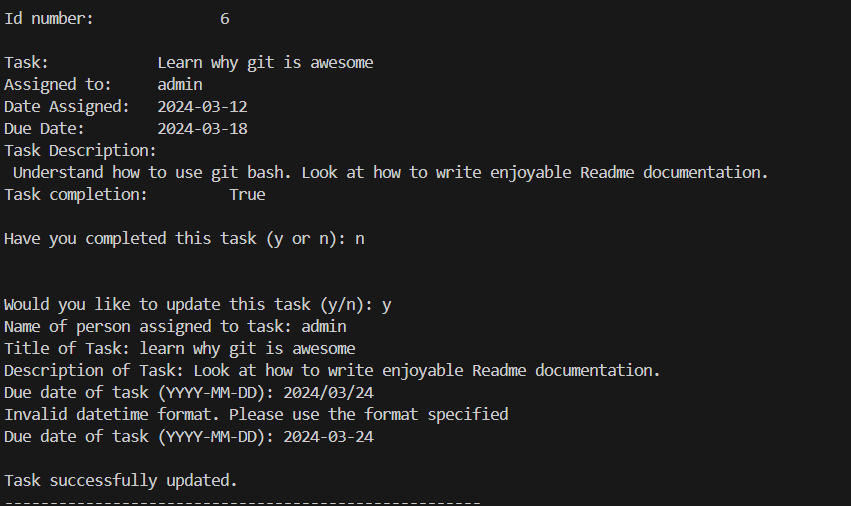 Id number: 6
Task: Learn why git is awesome
Assigned to: admin
Date Assigned: 2024-03-12
Due Date: 2024-03-18
Task Description:
Understand how to use git bash. Look at how to write enjoyable Readme documentation.
Task completion: True
Have you completed this task (y or n): n
Would you like to update this task (y/n): y
Name of person assigned to task: admin
Title of Task: learn why git is awesome
Description of Task: Look at how to write enjoyable Readme documentation.
Due date of task (YYYY-MM-DD): 2024/03/24
Invalid datetime format. Please use the format specified
Due date of task (YYYY-MM-DD): 2024-03-24
Task successfully updated.
-----------------------------------------------------